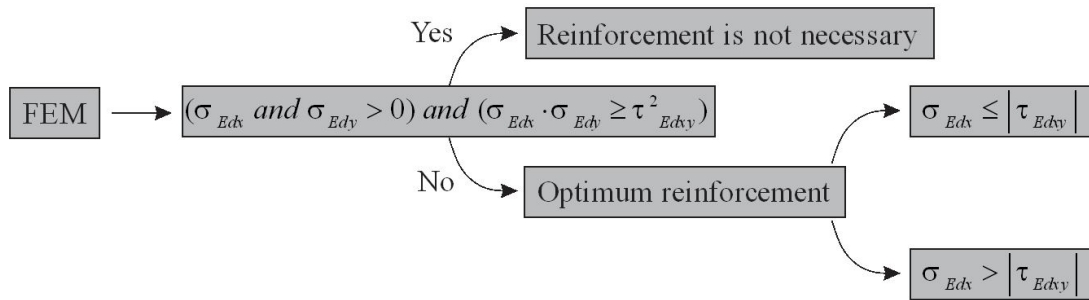 Yes
Reinforcement is not necessary
FEM
(σ_Edx and σ_Edy > 0) and (σ_Edx · σ_Edy ≥ τ²_Edxy)
σ_Edx ≤ |τ_Edxy|
No
Optimum reinforcement
σ_Edx > |τ_Edxy|